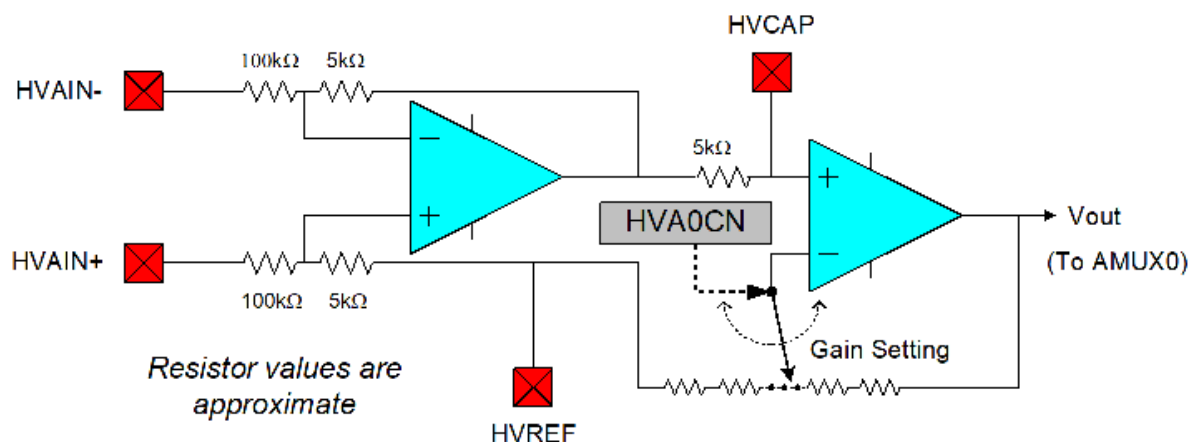 HVCAP
100kΩ 5kΩ
HVAIN-
5kΩ
−
+
+
−
HVA0CN
Vout
(To AMUX0)
HVAIN+
100kΩ 5kΩ
Gain Setting
Resistor values are
approximate
HVREF